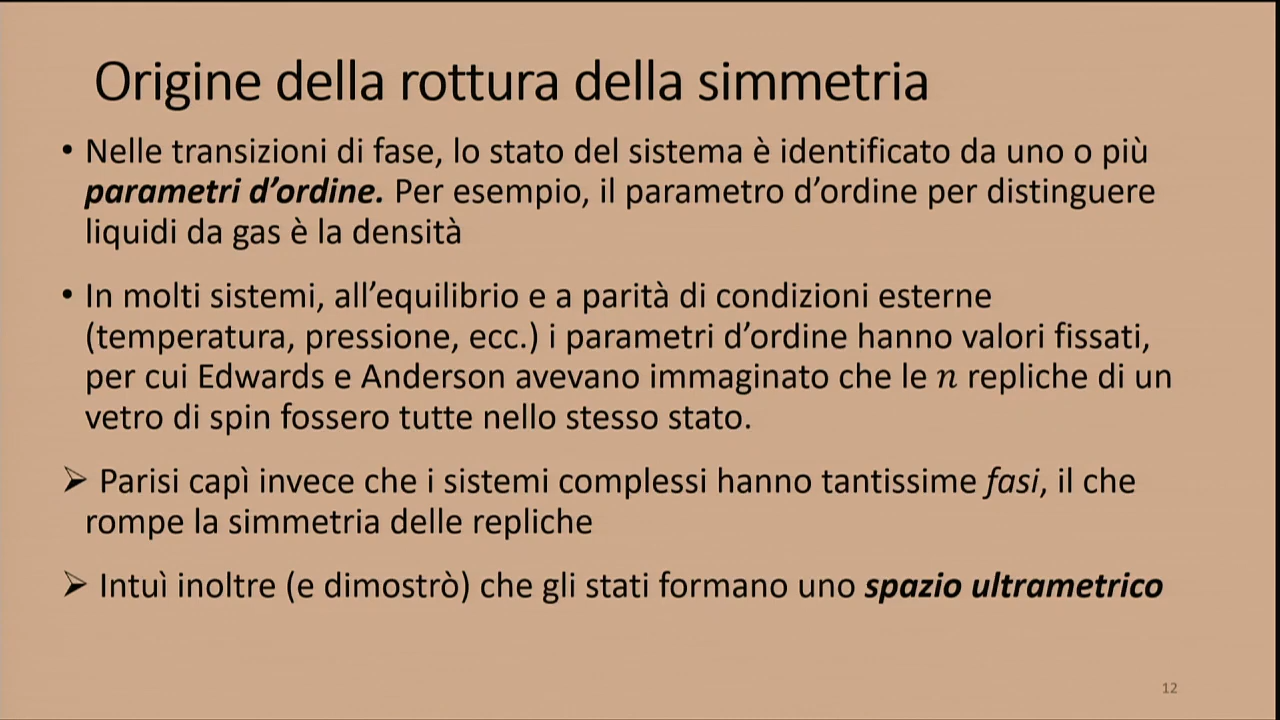 Origine della rottura della simmetria
• Nelle transizioni di fase, lo stato del sistema è identificato da uno o più
parametri d’ordine. Per esempio, il parametro d’ordine per distinguere
liquidi da gas è la densità
• In molti sistemi, all’equilibrio e a parità di condizioni esterne
(temperatura, pressione, ecc.) i parametri d’ordine hanno valori fissati,
per cui Edwards e Anderson avevano immaginato che le n repliche di un
vetro di spin fossero tutte nello stesso stato.
➢ Parisi capì invece che i sistemi complessi hanno tantissime fasi, il che
rompe la simmetria delle repliche
➢ Intuì inoltre (e dimostrò) che gli stati formano uno spazio ultrametrico
12